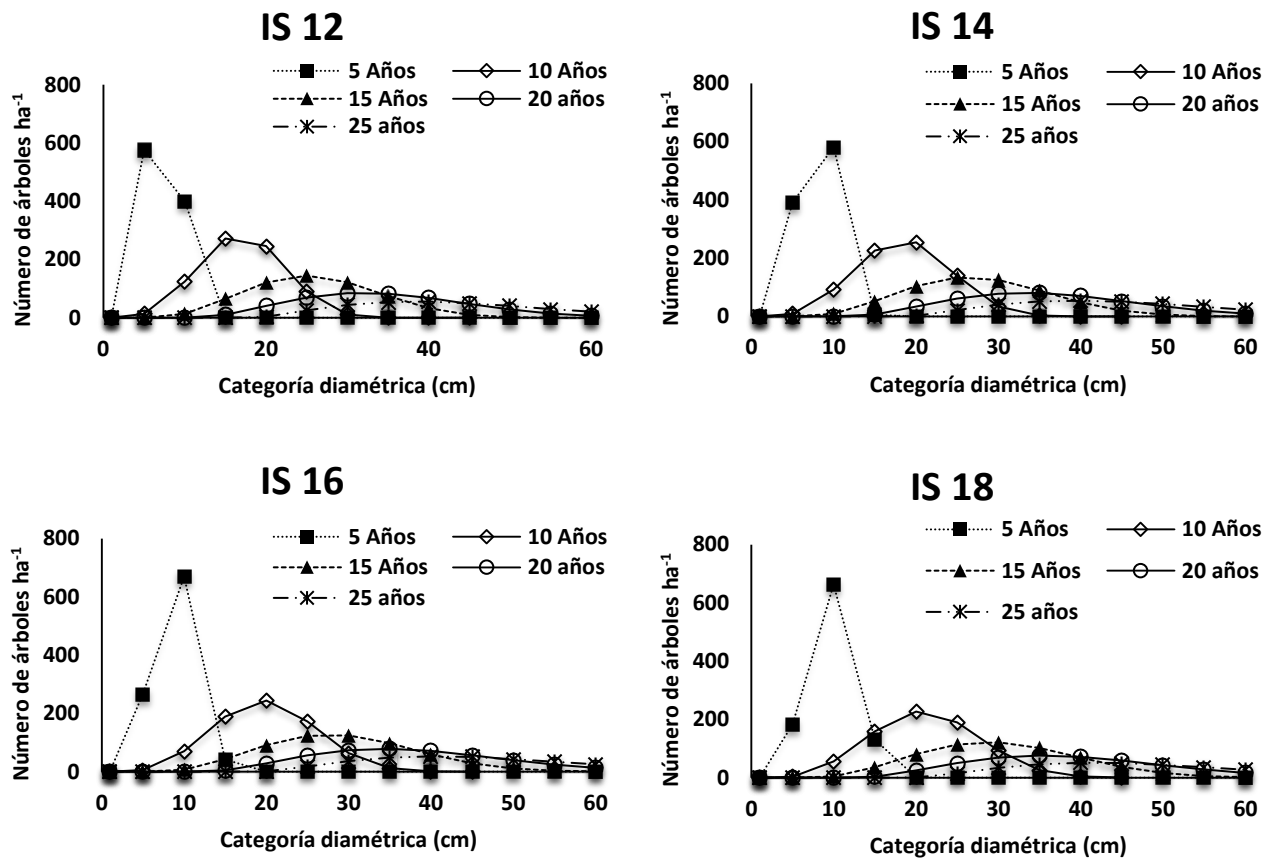 IS 12
5 Años
10 Años
15 Años
20 años
25 años
Número de árboles ha⁻¹
800
600
400
200
0
0 20 40 60
Categoría diamétrica (cm)
IS 14
5 Años
10 Años
15 Años
20 años
25 años
Número de árboles ha⁻¹
800
600
400
200
0
0 10 20 30 40 50 60
Categoría diamétrica (cm)
IS 16
5 Años
10 Años
15 Años
20 años
25 años
Número de árboles ha⁻¹
800
600
400
200
0
0 10 20 30 40 50 60
Categoría diamétrica (cm)
IS 18
5 Años
10 Años
15 Años
20 años
25 años
Número de árboles ha⁻¹
800
600
400
200
0
0 10 20 30 40 50 60
Categoría diamétrica (cm)